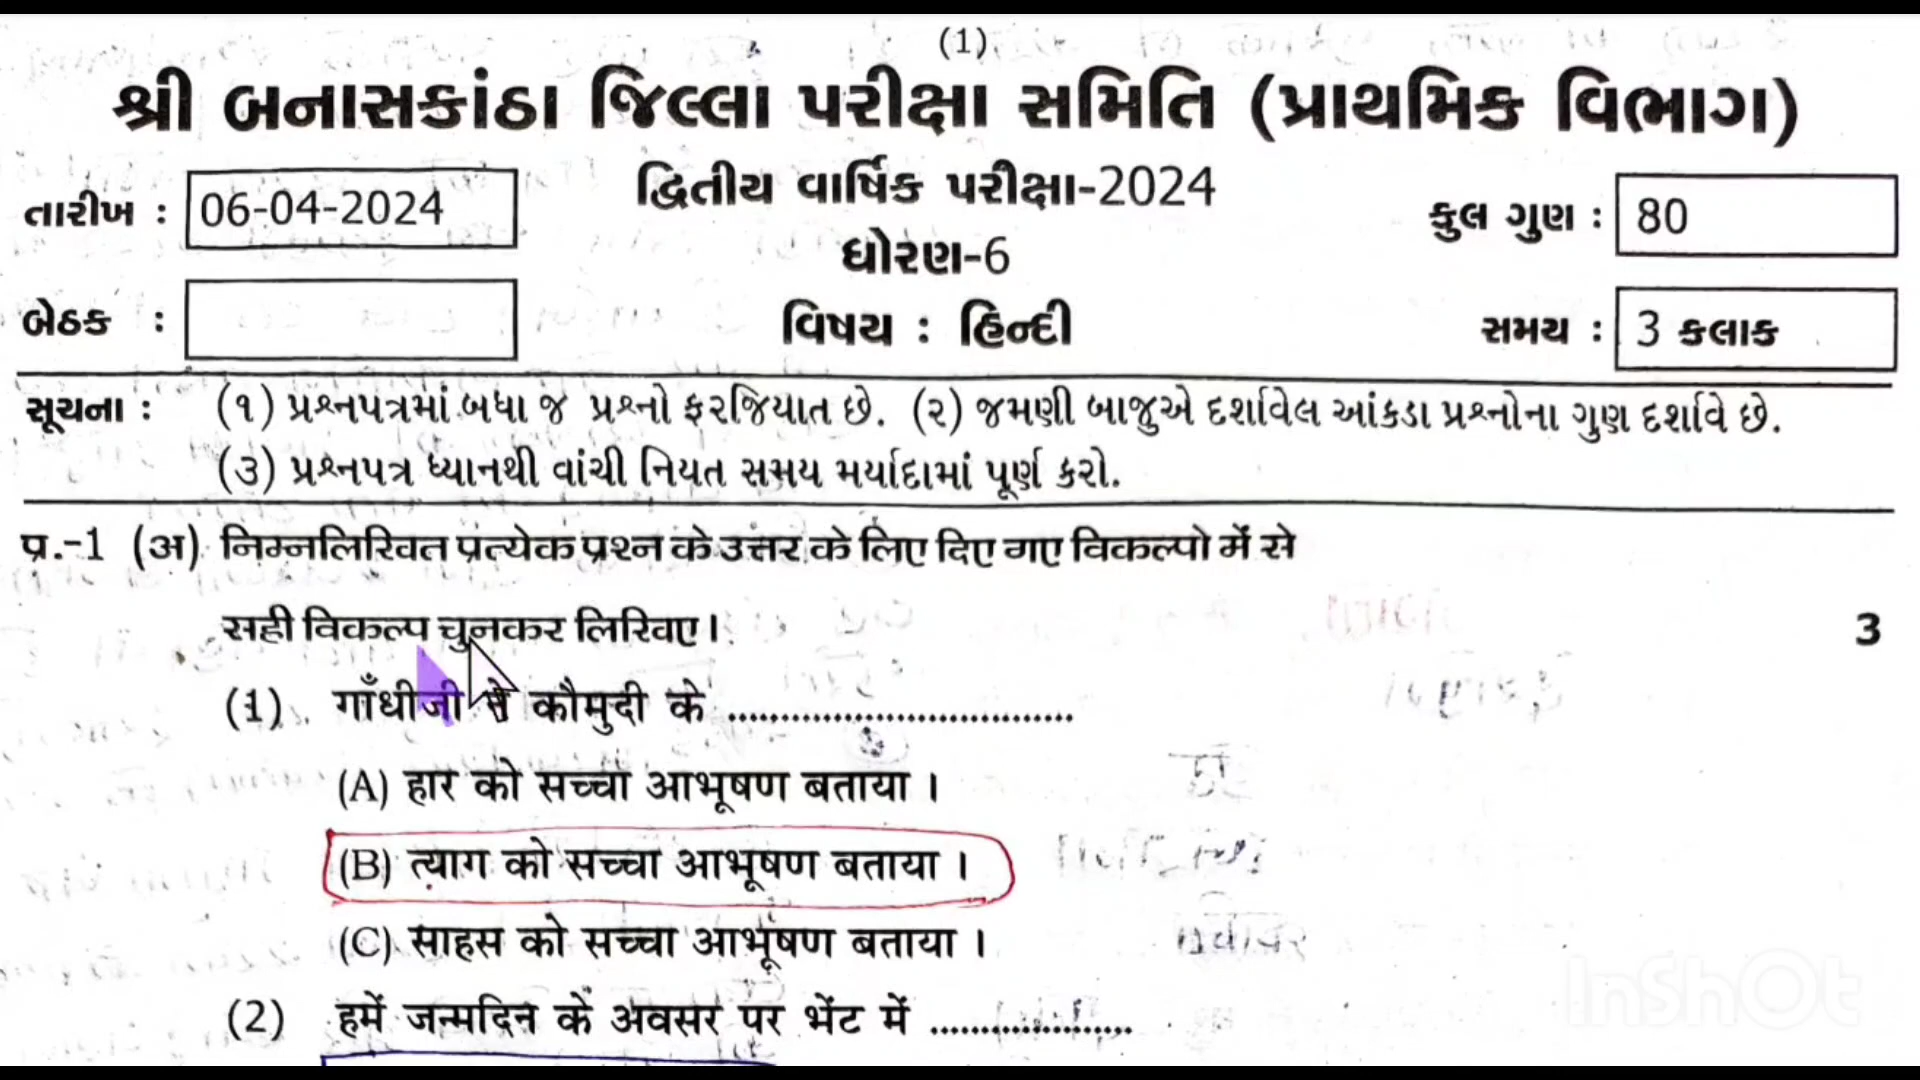 (1)
શ્રી બનાસકાંઠા જિલ્લા પરીક્ષા સમિતિ (પ્રાથમિક વિભાગ)
તારીખ : 06-04-2024
દ્વિતીય વાર્ષિક પરીક્ષા-2024
કુલ ગુણ : 80
ધોરણ-6
બેઠક :
વિષય : હિન્દી
સમય : 3 કલાક
સૂચના : (૧) પ્રશ્નપત્રમાં બધા જ પ્રશ્નો ફરજિયાત છે. (૨) જમણી બાજુએ દર્શાવેલ આંકડા પ્રશ્નોના ગુણ દર્શાવે છે.
(૩) પ્રશ્નપત્ર ધ્યાનથી વાંચી નિયત સમય મર્યાદામાં પૂર્ણ કરો.
प्र.-1 (अ) निम्नलिखित प्रत्येक प्रश्न के उत्तर के लिए दिए गए विकल्पो में से
सही विकल्प चुनकर लिखिए। 3
(1) गाँधीजी ने कौमुदी के ................................
(A) हार को सच्चा आभूषण बताया ।
(B) त्याग को सच्चा आभूषण बताया ।
(C) साहस को सच्चा आभूषण बताया ।
(2) हमें जन्मदिन के अवसर पर भेंट में ....................
InShOt